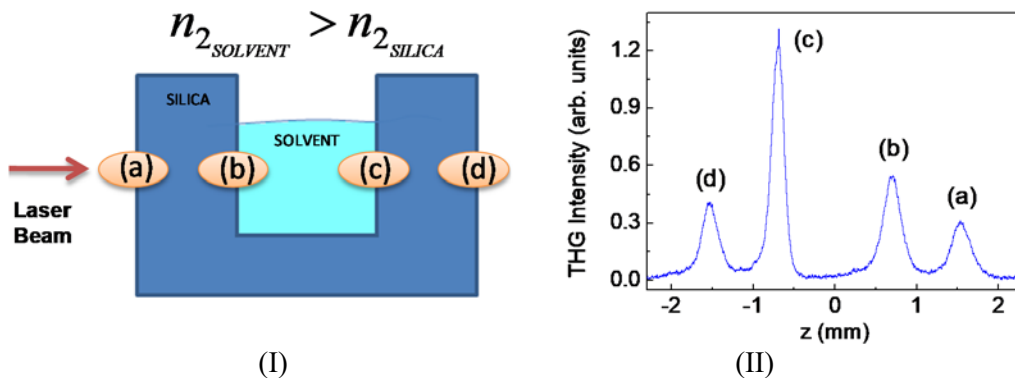 n₂SOLVENT > n₂SILICA
SILICA
SOLVENT
(a)
(b)
(c)
(d)
Laser
Beam
(I)
THG Intensity (arb. units)
1.2
0.9
0.6
0.3
0.0
(d)
(c)
(b)
(a)
-2
-1
0
1
2
z (mm)
(II)